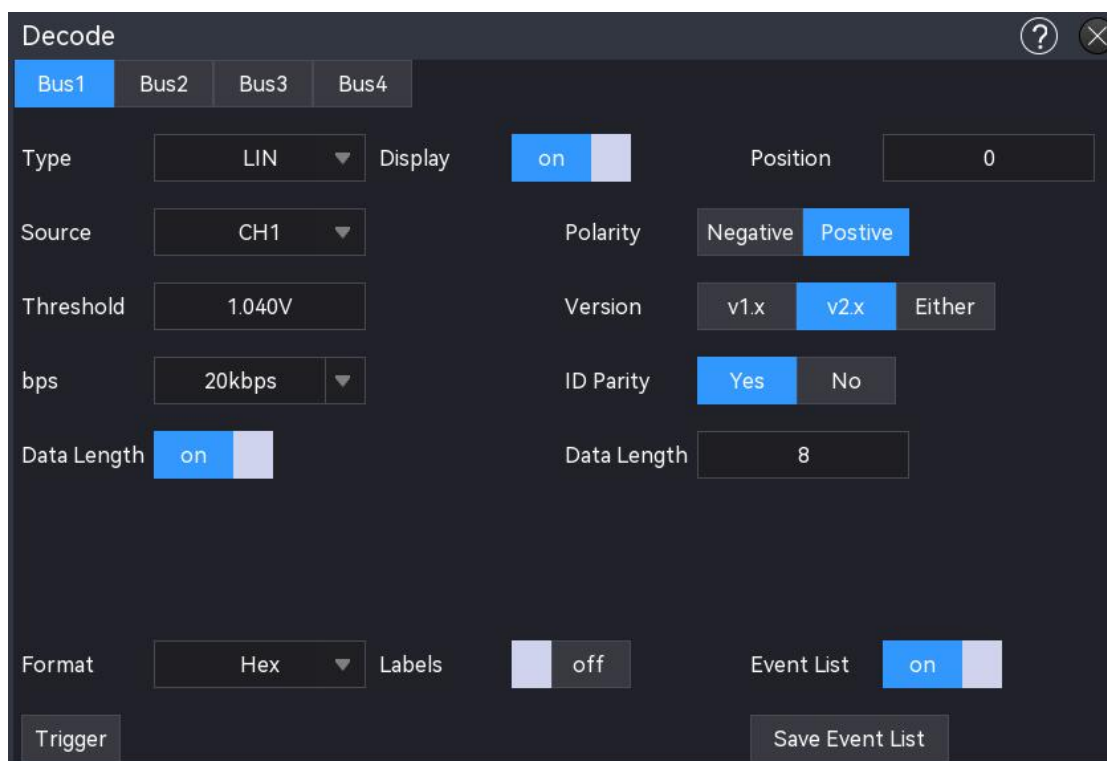 Decode ?
Bus1 Bus2 Bus3 Bus4
Type LIN Display on Position 0
Source CH1 Polarity Negative Postive
Threshold 1.040V Version v1.x v2.x Either
bps 20kbps ID Parity Yes No
Data Length on Data Length 8
Format Hex Labels off Event List on
Trigger Save Event List